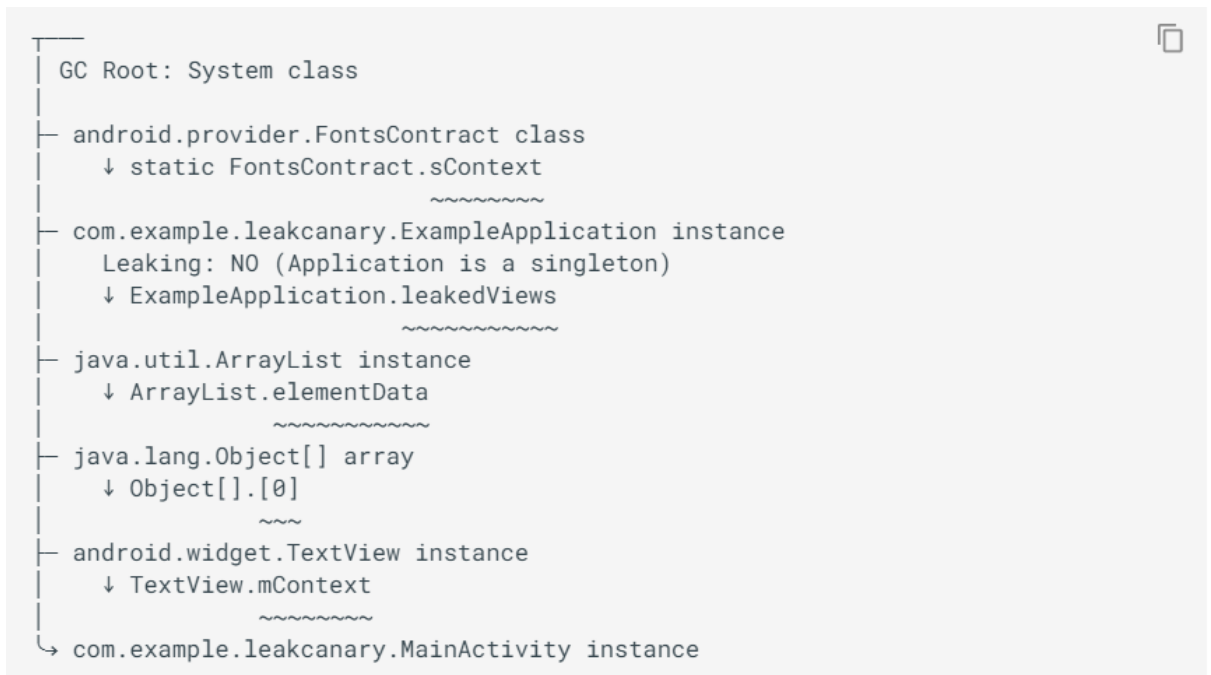 ┬───
│ GC Root: System class
│
├─ android.provider.FontsContract class
│    ↓ static FontsContract.sContext
│                           ~~~~~~~~
├─ com.example.leakcanary.ExampleApplication instance
│    Leaking: NO (Application is a singleton)
│    ↓ ExampleApplication.leakedViews
│                         ~~~~~~~~~~~
├─ java.util.ArrayList instance
│    ↓ ArrayList.elementData
│                ~~~~~~~~~~~
├─ java.lang.Object[] array
│    ↓ Object[].[0]
│               ~~~
├─ android.widget.TextView instance
│    ↓ TextView.mContext
│               ~~~~~~~~
╰→ com.example.leakcanary.MainActivity instance